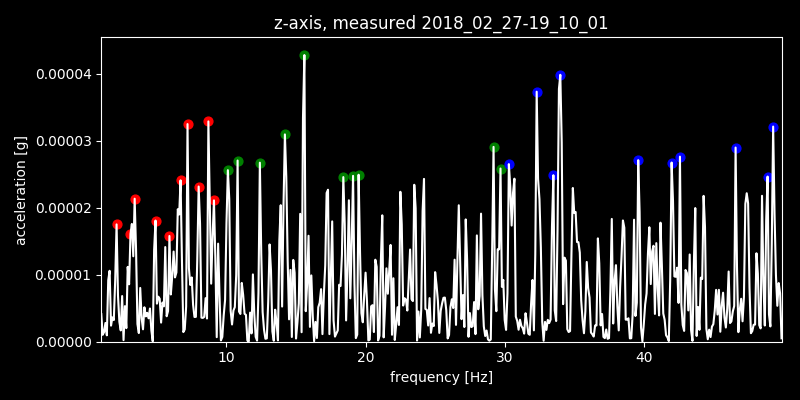 z-axis, measured 2018_02_27-19_10_01
0.00004
0.00003
0.00002
0.00001
0.00000
acceleration [g]
10 20 30 40
frequency [Hz]